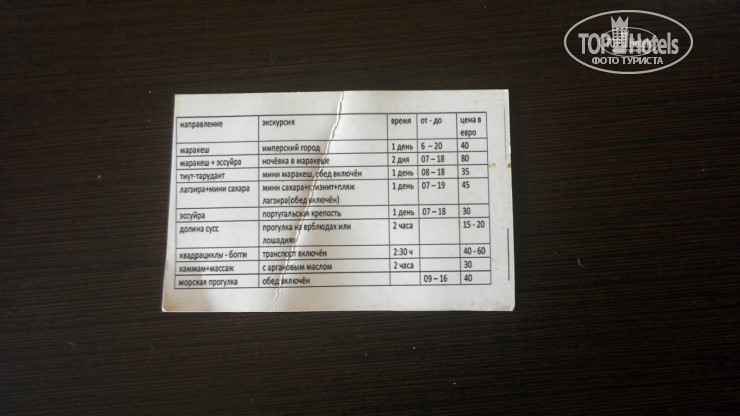 TOP Hotels
ФОТО ТУРИСТА
направление экскурсия время от - до цена в евро
маракеш имперский город 1 день 6 – 20 40
маракеш + эссуйра ночёвка в маракеше 2 дня 07 – 18 80
тиут-тарудант мини маракеш, обед включён 1 день 08 – 18 35
лагзира+мини сахара мини сахара+тизнит+пляж 1 день 07 – 19 45
лагзира(обед включён)
эссуйра португальская крепость 1 день 07 – 18 30
долина сусс прогулка на врблюдах или 2 часа 15 - 20
лошадиях
квадрациклы - богги транспорт включён 2:30 ч 40 - 60
хаммам+массаж с аргановым маслом 2 часа 30
морская прогулка обед включён 09 – 16 40